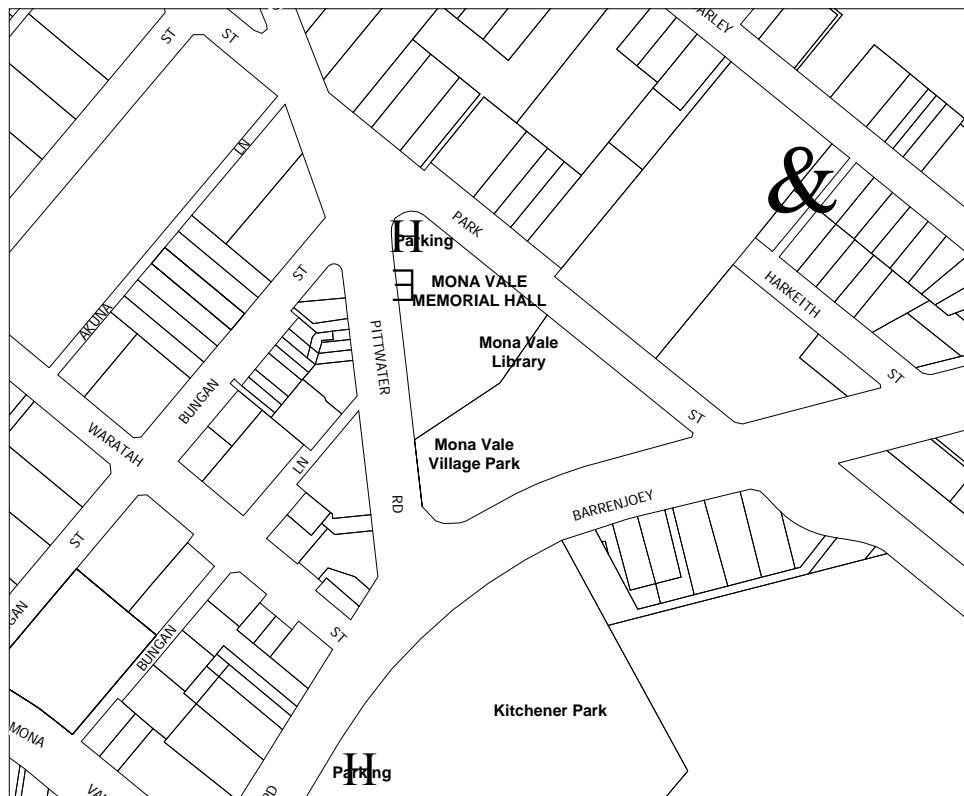 ST
ST
ARLEY
&
LN
PARK
H
Parking
ST
MONA VALE
MEMORIAL HALL
HARKEITH
AKUNA
PITTWATER
Mona Vale
Library
ST
BUNGAN
ST
WARATAH
Mona Vale
Village Park
LN
RD
BARRENJOEY
ST
GAN
BUNGAN
ST
Kitchener Park
MONA
H
Parking
VAL
RD